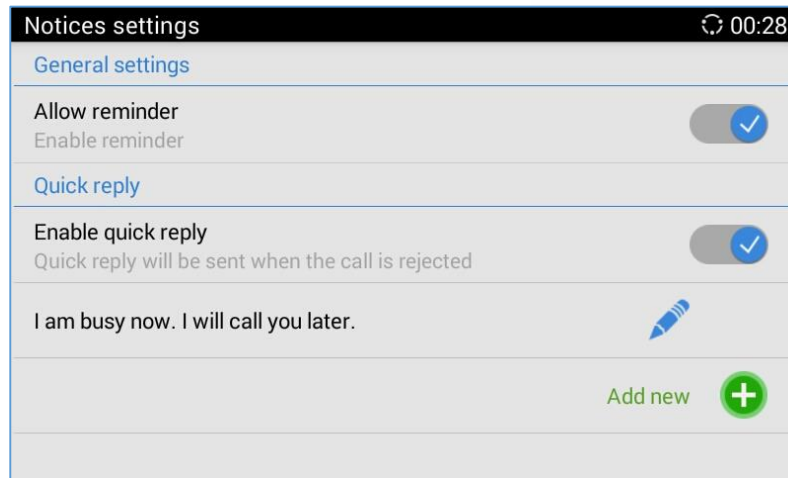 Notices settings 00:28
General settings
Allow reminder
Enable reminder
Quick reply
Enable quick reply
Quick reply will be sent when the call is rejected
I am busy now. I will call you later.
Add new